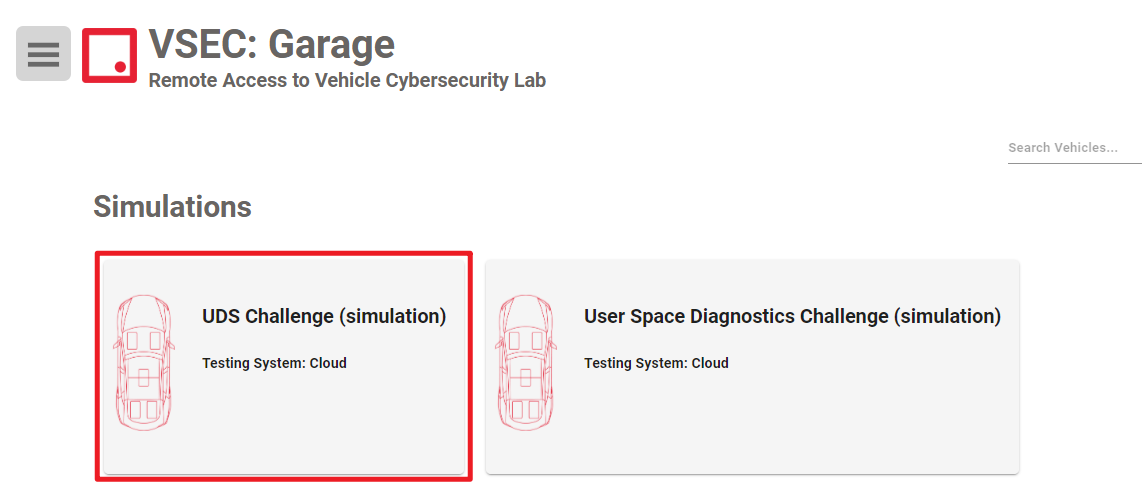 VSEC: Garage
Remote Access to Vehicle Cybersecurity Lab
Search Vehicles...
Simulations
UDS Challenge (simulation)
Testing System: Cloud
User Space Diagnostics Challenge (simulation)
Testing System: Cloud